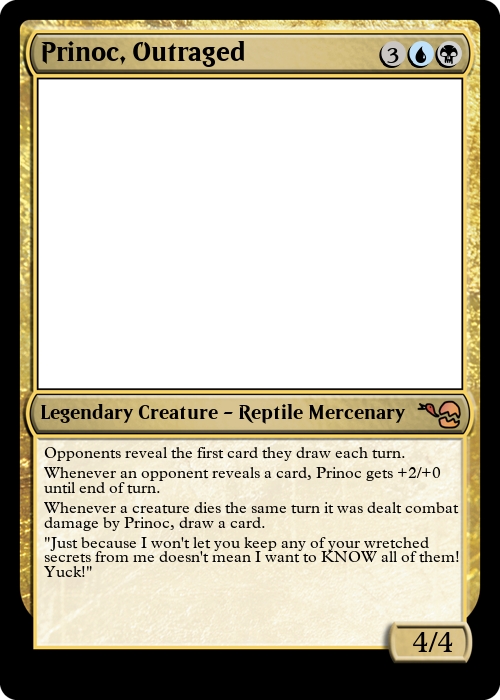 Prinoc, Outraged
3
Legendary Creature – Reptile Mercenary
Opponents reveal the first card they draw each turn.
Whenever an opponent reveals a card, Prinoc gets +2/+0
until end of turn.
Whenever a creature dies the same turn it was dealt combat
damage by Prinoc, draw a card.
"Just because I won't let you keep any of your wretched
secrets from me doesn't mean I want to KNOW all of them!
Yuck!"
4/4